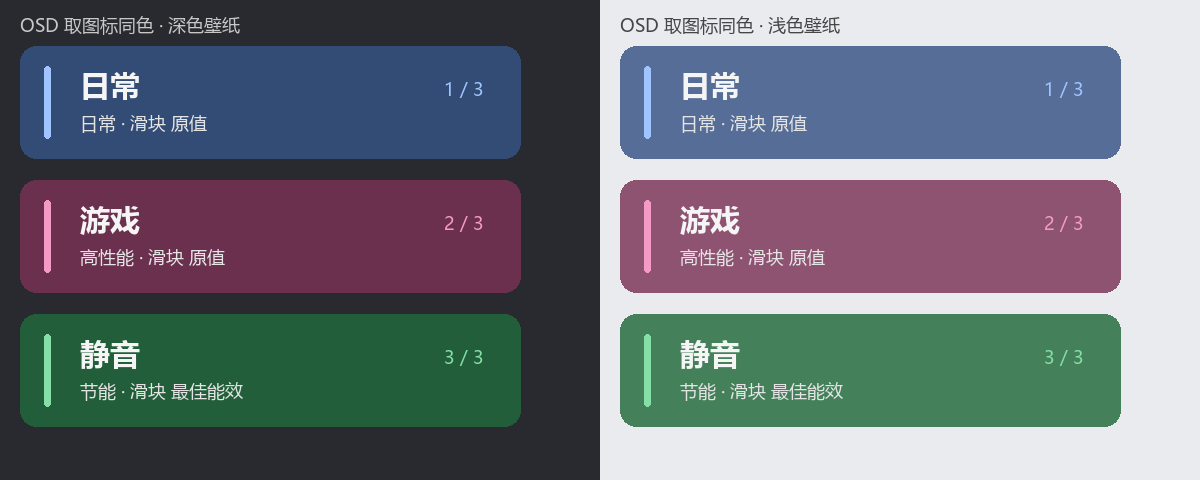 OSD 取图标同色 · 深色壁纸
日常
1 / 3
日常 · 滑块 原值
游戏
2 / 3
高性能 · 滑块 原值
静音
3 / 3
节能 · 滑块 最佳能效
OSD 取图标同色 · 浅色壁纸
日常
1 / 3
日常 · 滑块 原值
游戏
2 / 3
高性能 · 滑块 原值
静音
3 / 3
节能 · 滑块 最佳能效